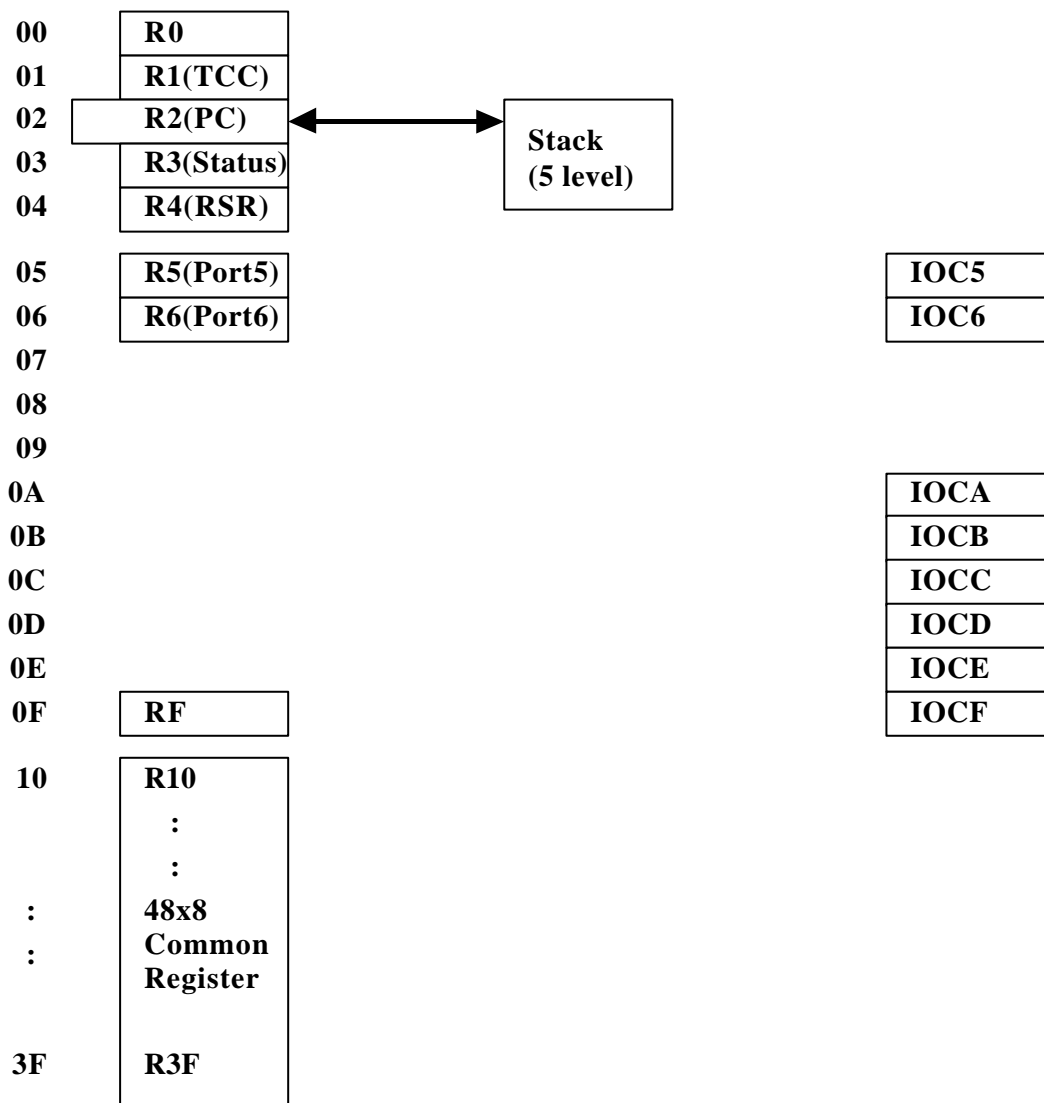 00 R0
01 R1(TCC)
02 R2(PC)
Stack
(5 level)
03 R3(Status)
04 R4(RSR)
05 R5(Port5) IOC5
06 R6(Port6) IOC6
07
08
09
0A IOCA
0B IOCB
0C IOCC
0D IOCD
0E IOCE
0F RF IOCF
10 R10
:
:
: 48x8
: Common
Register
3F R3F